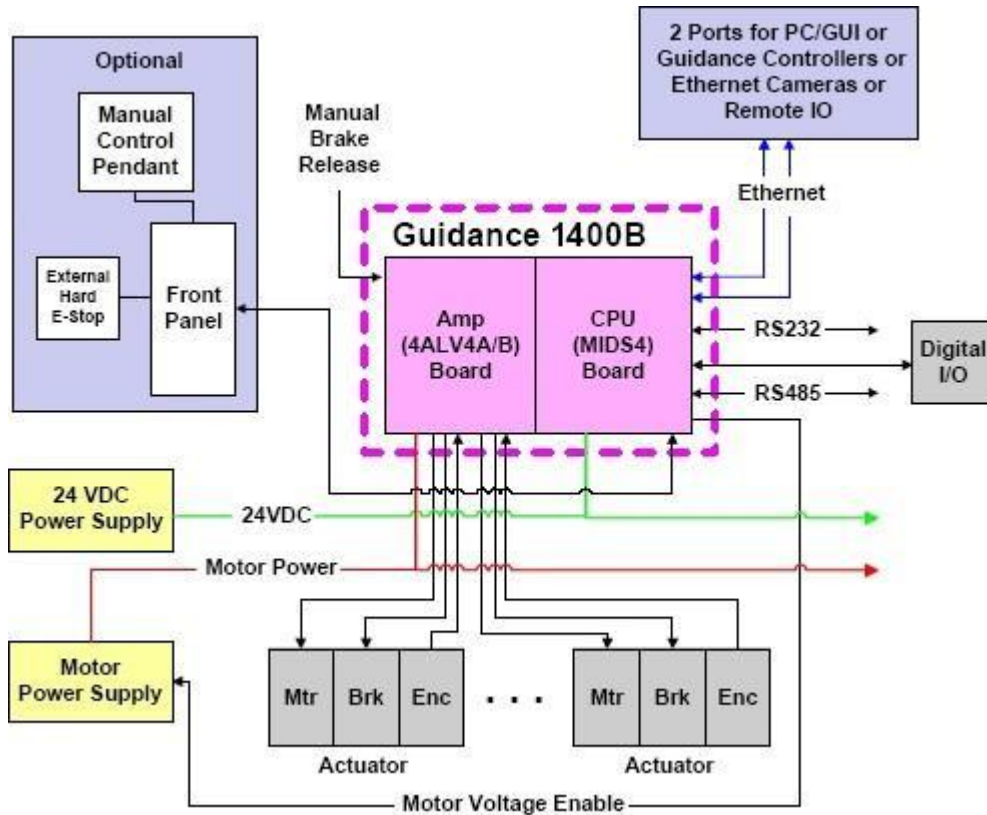 Optional
Manual
Control
Pendant
External
Hard
E-Stop
Front
Panel
Manual
Brake
Release
2 Ports for PC/GUI or
Guidance Controllers or
Ethernet Cameras or
Remote IO
Ethernet
Guidance 1400B
Amp
(4ALV4A/B)
Board
CPU
(MIDS4)
Board
RS232
RS485
Digital
I/O
24 VDC
Power Supply
24VDC
Motor Power
Motor
Power Supply
Mtr
Brk
Enc
. . .
Mtr
Brk
Enc
Actuator
Actuator
Motor Voltage Enable